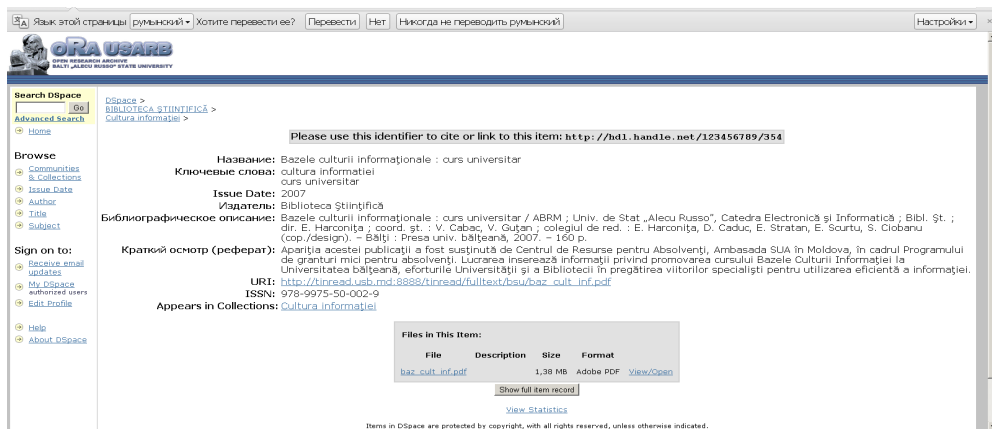 Язык этой страницы румынский Хотите перевести ее? Перевести Нет Никогда не переводить румынский Настройки
ORA USARB
OPEN RESEARCH ARCHIVE
BALTI „ALECU RUSSO” STATE UNIVERSITY
Search DSpace
Go
Advanced Search
Home
Browse
Communities
& Collections
Issue Date
Author
Title
Subject
Sign on to:
Receive email
updates
My DSpace
authorized users
Edit Profile
Help
About DSpace
DSpace >
BIBLIOTECA ŞTIINŢIFICĂ >
Cultura informaţiei >
Please use this identifier to cite or link to this item: http://hdl.handle.net/123456789/354
Название: Bazele culturii informaţionale : curs universitar
Ключевые слова: cultura informatiei
curs universitar
Issue Date: 2007
Издатель: Biblioteca Ştiinţifică
Библиографическое описание: Bazele culturii informaţionale : curs universitar / ABRM ; Univ. de Stat „Alecu Russo”, Catedra Electronică şi Informatică ; Bibl. Şt. ;
dir. E. Harconiţa ; coord. şt. : V. Cabac, V. Guţan ; colegiul de red. : E. Harconiţa, D. Caduc, E. Stratan, E. Scurtu, S. Ciobanu
(cop./design). – Bălţi : Presa univ. bălţeană, 2007. – 160 p.
Краткий осмотр (реферат): Apariţia acestei publicaţii a fost susţinută de Centrul de Resurse pentru Absolvenţi, Ambasada SUA în Moldova, în cadrul Programului
de granturi mici pentru absolvenţi. Lucrarea inserează informaţii privind promovarea cursului Bazele Culturii Informaţiei la
Universitatea bălţeană, eforturile Universităţii şi a Bibliotecii în pregătirea viitorilor specialişti pentru utilizarea eficientă a informaţiei.
URI: http://tinread.usb.md:8888/tinread/fulltext/bsu/baz_cult_inf.pdf
ISSN: 978-9975-50-002-9
Appears in Collections: Cultura informaţiei
Files in This Item:
File Description Size Format
baz_cult_inf.pdf 1,38 MB Adobe PDF View/Open
Show full item record
View Statistics
Items in DSpace are protected by copyright, with all rights reserved, unless otherwise indicated.